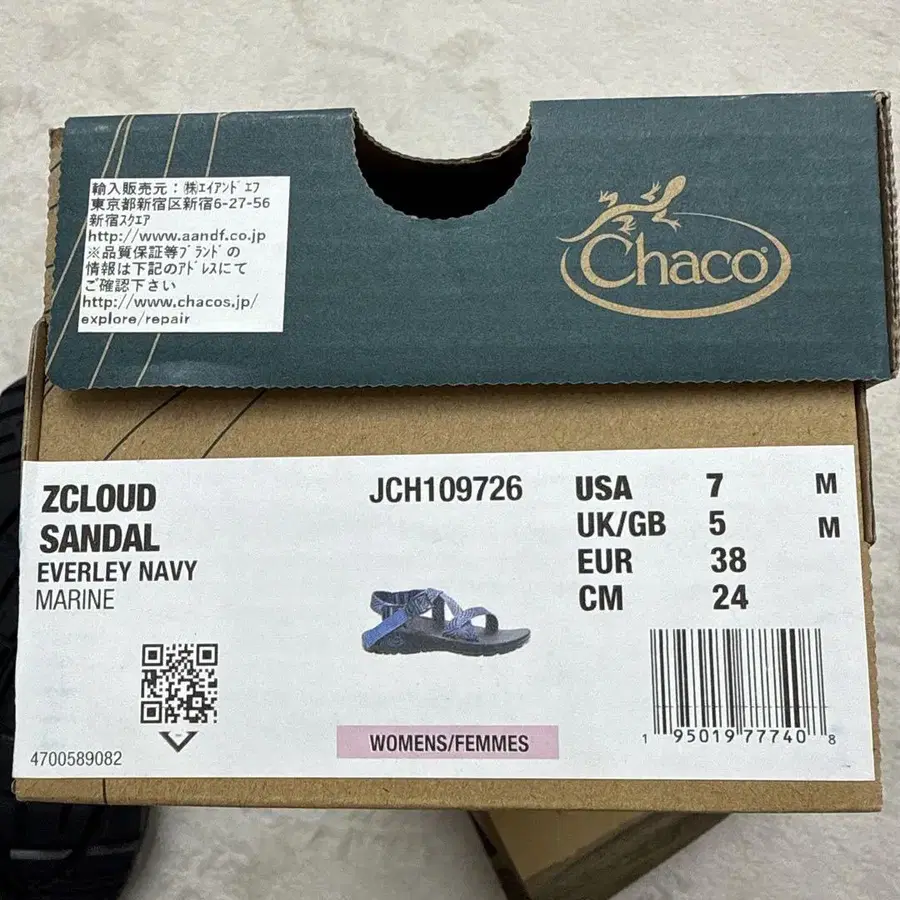 輸入販売元：㈱エイアンドエフ
東京都新宿区新宿6-27-56
新宿スクエア
http://www.aandf.co.jp
※品質保証等ブランドの
情報は下記のアドレスにて
ご確認下さい
http://www.chacos.jp/
explore/repair
Chaco®
ZCLOUD
SANDAL
EVERLEY NAVY
MARINE
JCH109726
USA 7 M
UK/GB 5 M
EUR 38
CM 24
WOMENS/FEMMES
4700589082
1 95019 77740 8